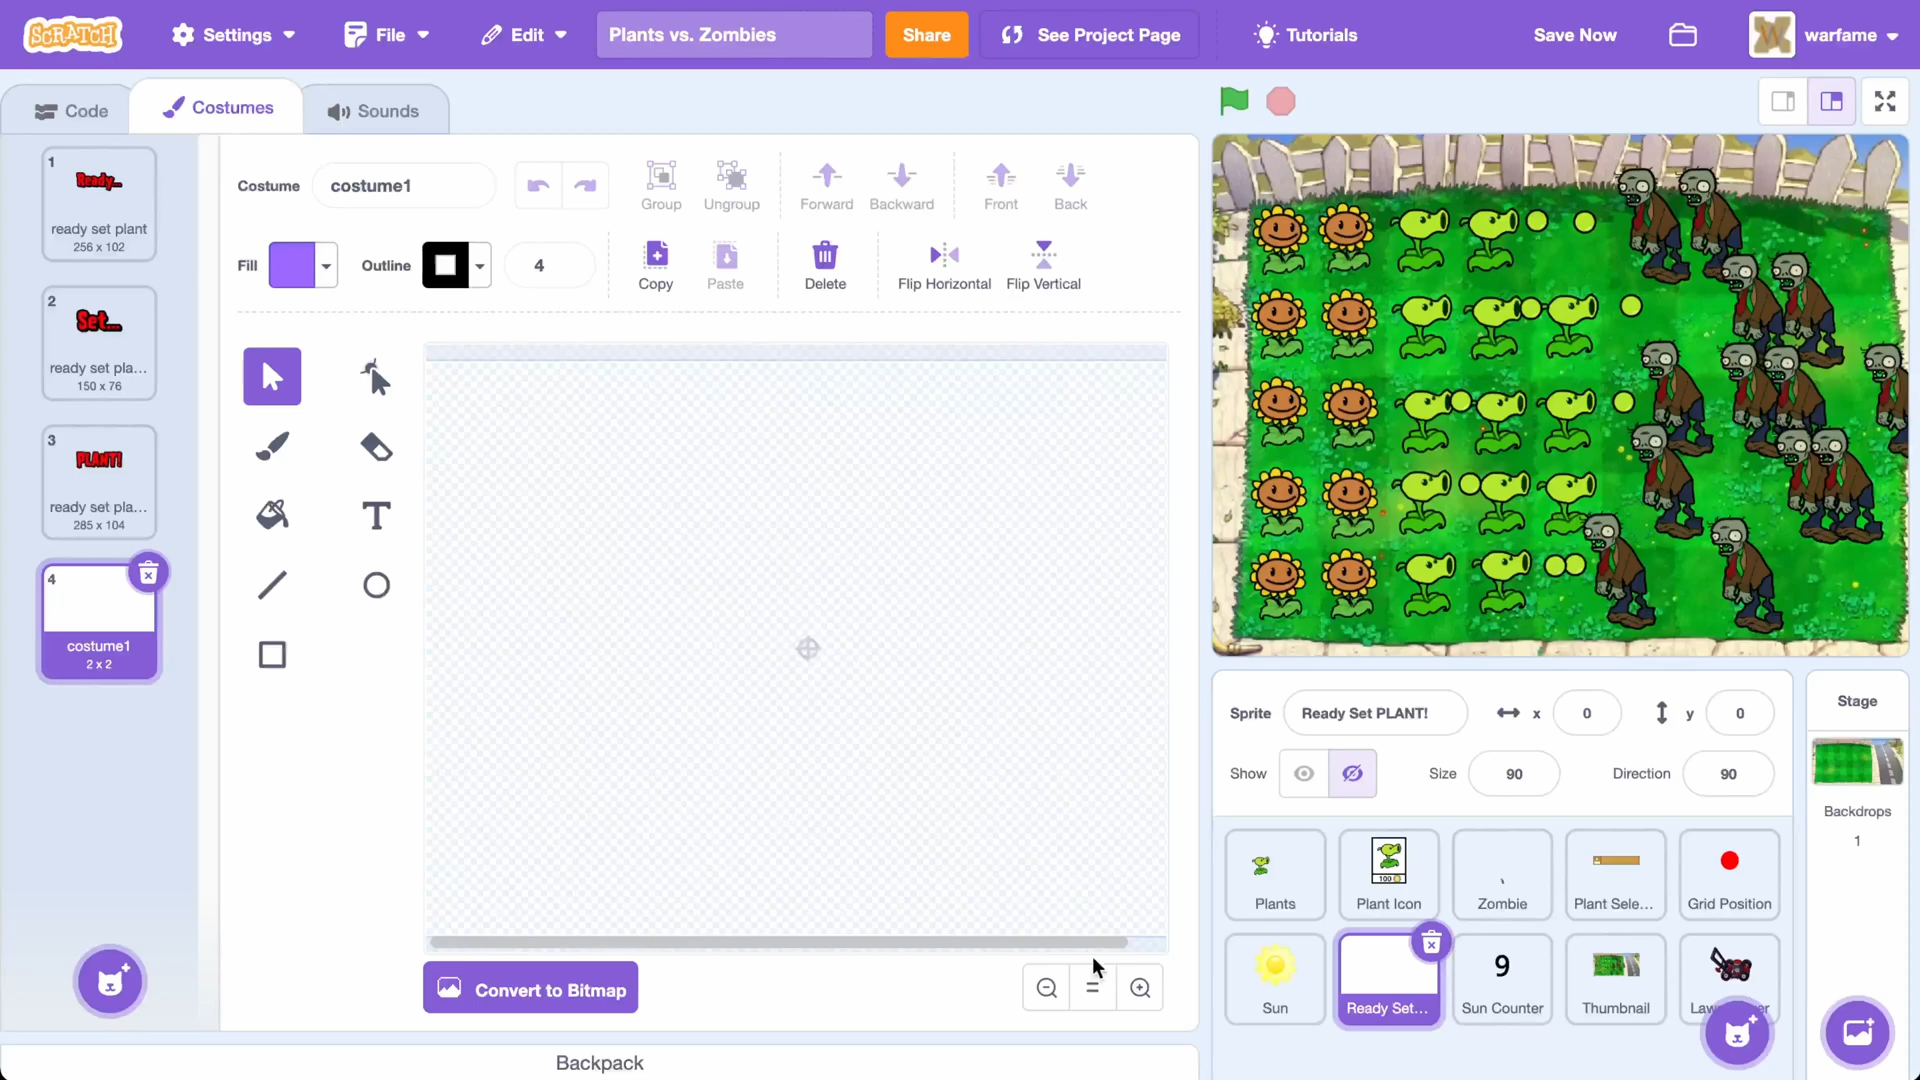 SCRATCH
Settings
File
Edit
Plants vs. Zombies
Share
See Project Page
Tutorials
Save Now
warfame
Code
Costumes
Sounds
1
Ready...
ready set plant
256 x 102
2
Set...
ready set pla...
150 x 76
3
PLANT!
ready set pla...
285 x 104
4
costume1
2 x 2
Costume
costume1
Group
Ungroup
Forward
Backward
Front
Back
Fill
Outline
4
Copy
Paste
Delete
Flip Horizontal
Flip Vertical
T
Convert to Bitmap
Backpack
Sprite
Ready Set PLANT!
x
0
y
0
Show
Size
90
Direction
90
Plants
100
Plant Icon
Zombie
Plant Sele...
Grid Position
Sun
Ready Set...
9
Sun Counter
Thumbnail
Stage
Backdrops
1